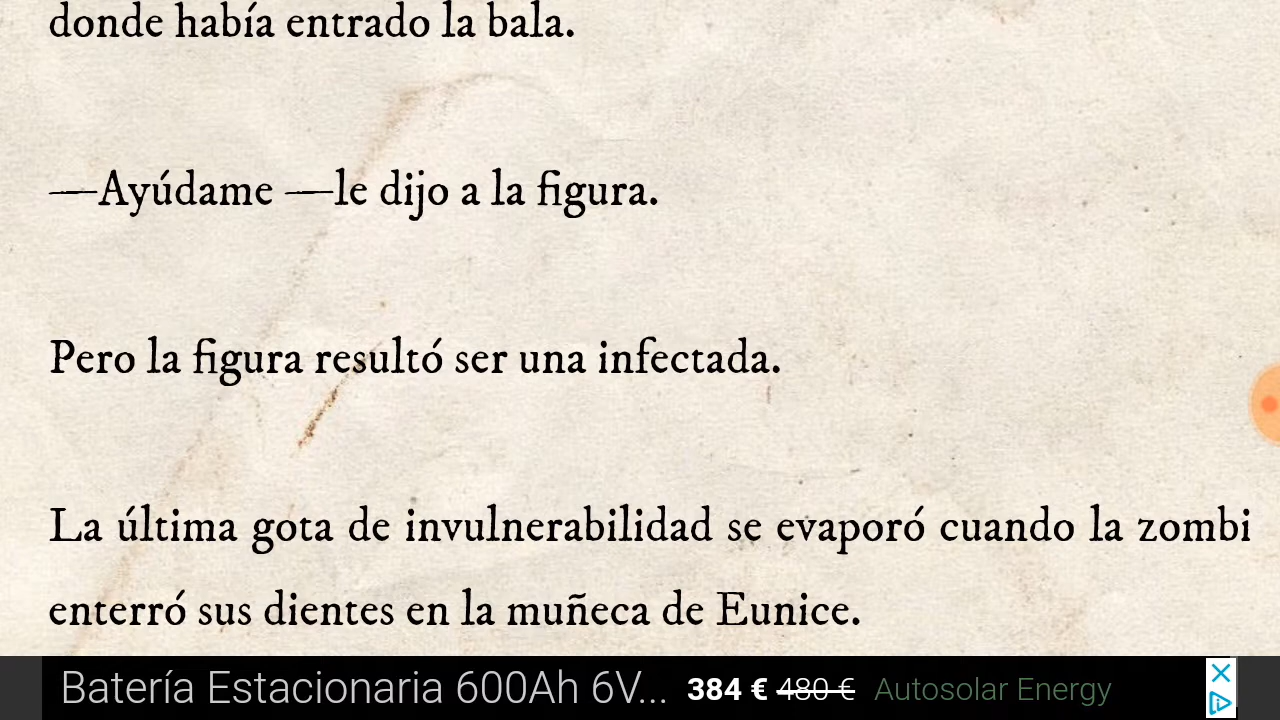 donde había entrado la bala.
—Ayúdame —le dijo a la figura.
Pero la figura resultó ser una infectada.
La última gota de invulnerabilidad se evaporó cuando la zombi
enterró sus dientes en la muñeca de Eunice.
Batería Estacionaria 600Ah 6V... 384 € 480 € Autosolar Energy